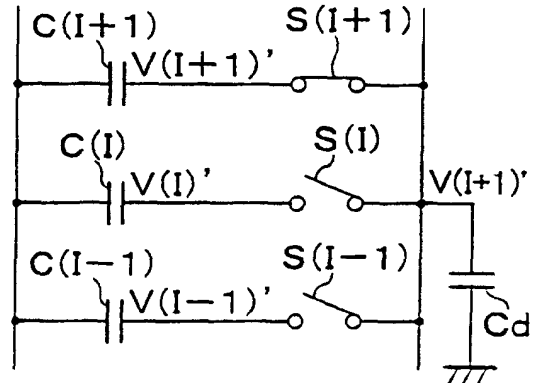 C(I+1) S(I+1)
V(I+1)'
C(I) S(I)
V(I)' V(I+1)'
C(I−1) S(I−1)
V(I−1)'
Cd